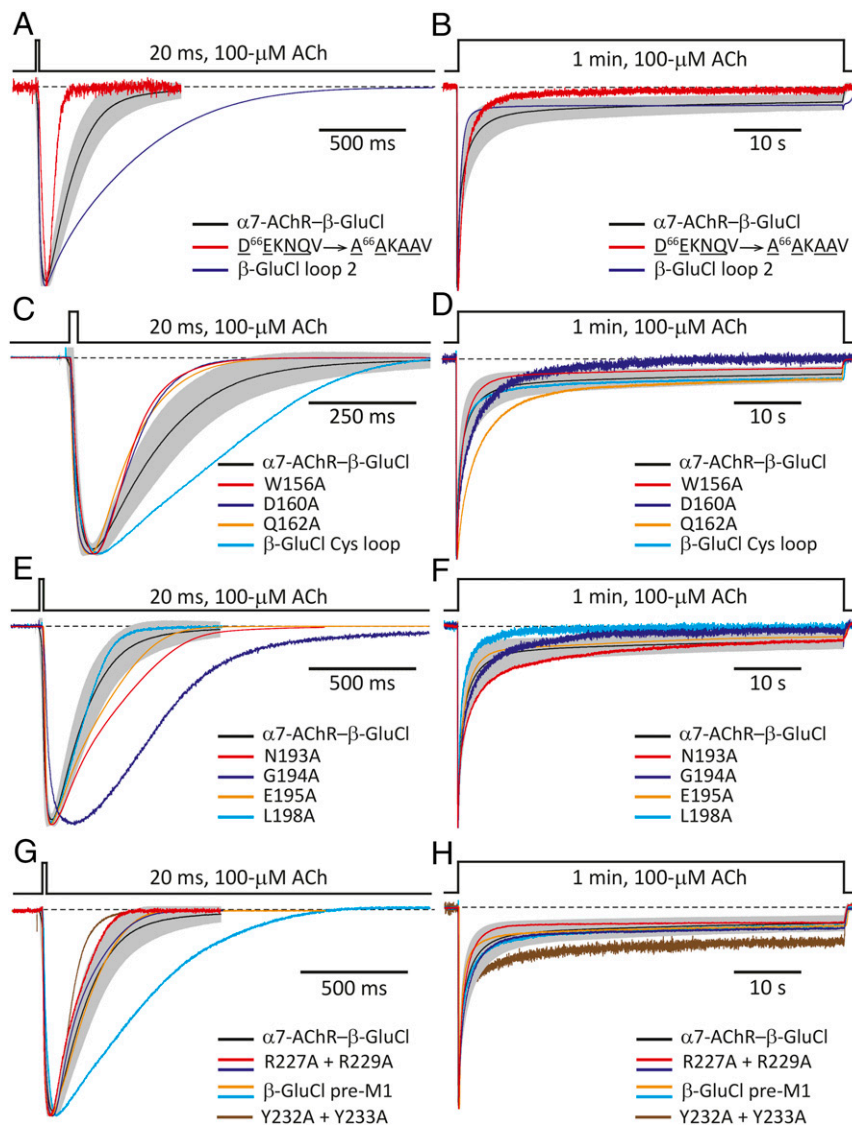 A
20 ms, 100-μM ACh
500 ms
α7-AChR–β-GluCl
D⁶⁶EKNQV→A⁶⁶AKAAV
β-GluCl loop 2
B
1 min, 100-μM ACh
10 s
α7-AChR–β-GluCl
D⁶⁶EKNQV→A⁶⁶AKAAV
β-GluCl loop 2
C
20 ms, 100-μM ACh
250 ms
α7-AChR–β-GluCl
W156A
D160A
Q162A
β-GluCl Cys loop
D
1 min, 100-μM ACh
10 s
α7-AChR–β-GluCl
W156A
D160A
Q162A
β-GluCl Cys loop
E
20 ms, 100-μM ACh
500 ms
α7-AChR–β-GluCl
N193A
G194A
E195A
L198A
F
1 min, 100-μM ACh
10 s
α7-AChR–β-GluCl
N193A
G194A
E195A
L198A
G
20 ms, 100-μM ACh
500 ms
α7-AChR–β-GluCl
R227A + R229A
β-GluCl pre-M1
Y232A + Y233A
H
1 min, 100-μM ACh
10 s
α7-AChR–β-GluCl
R227A + R229A
β-GluCl pre-M1
Y232A + Y233A